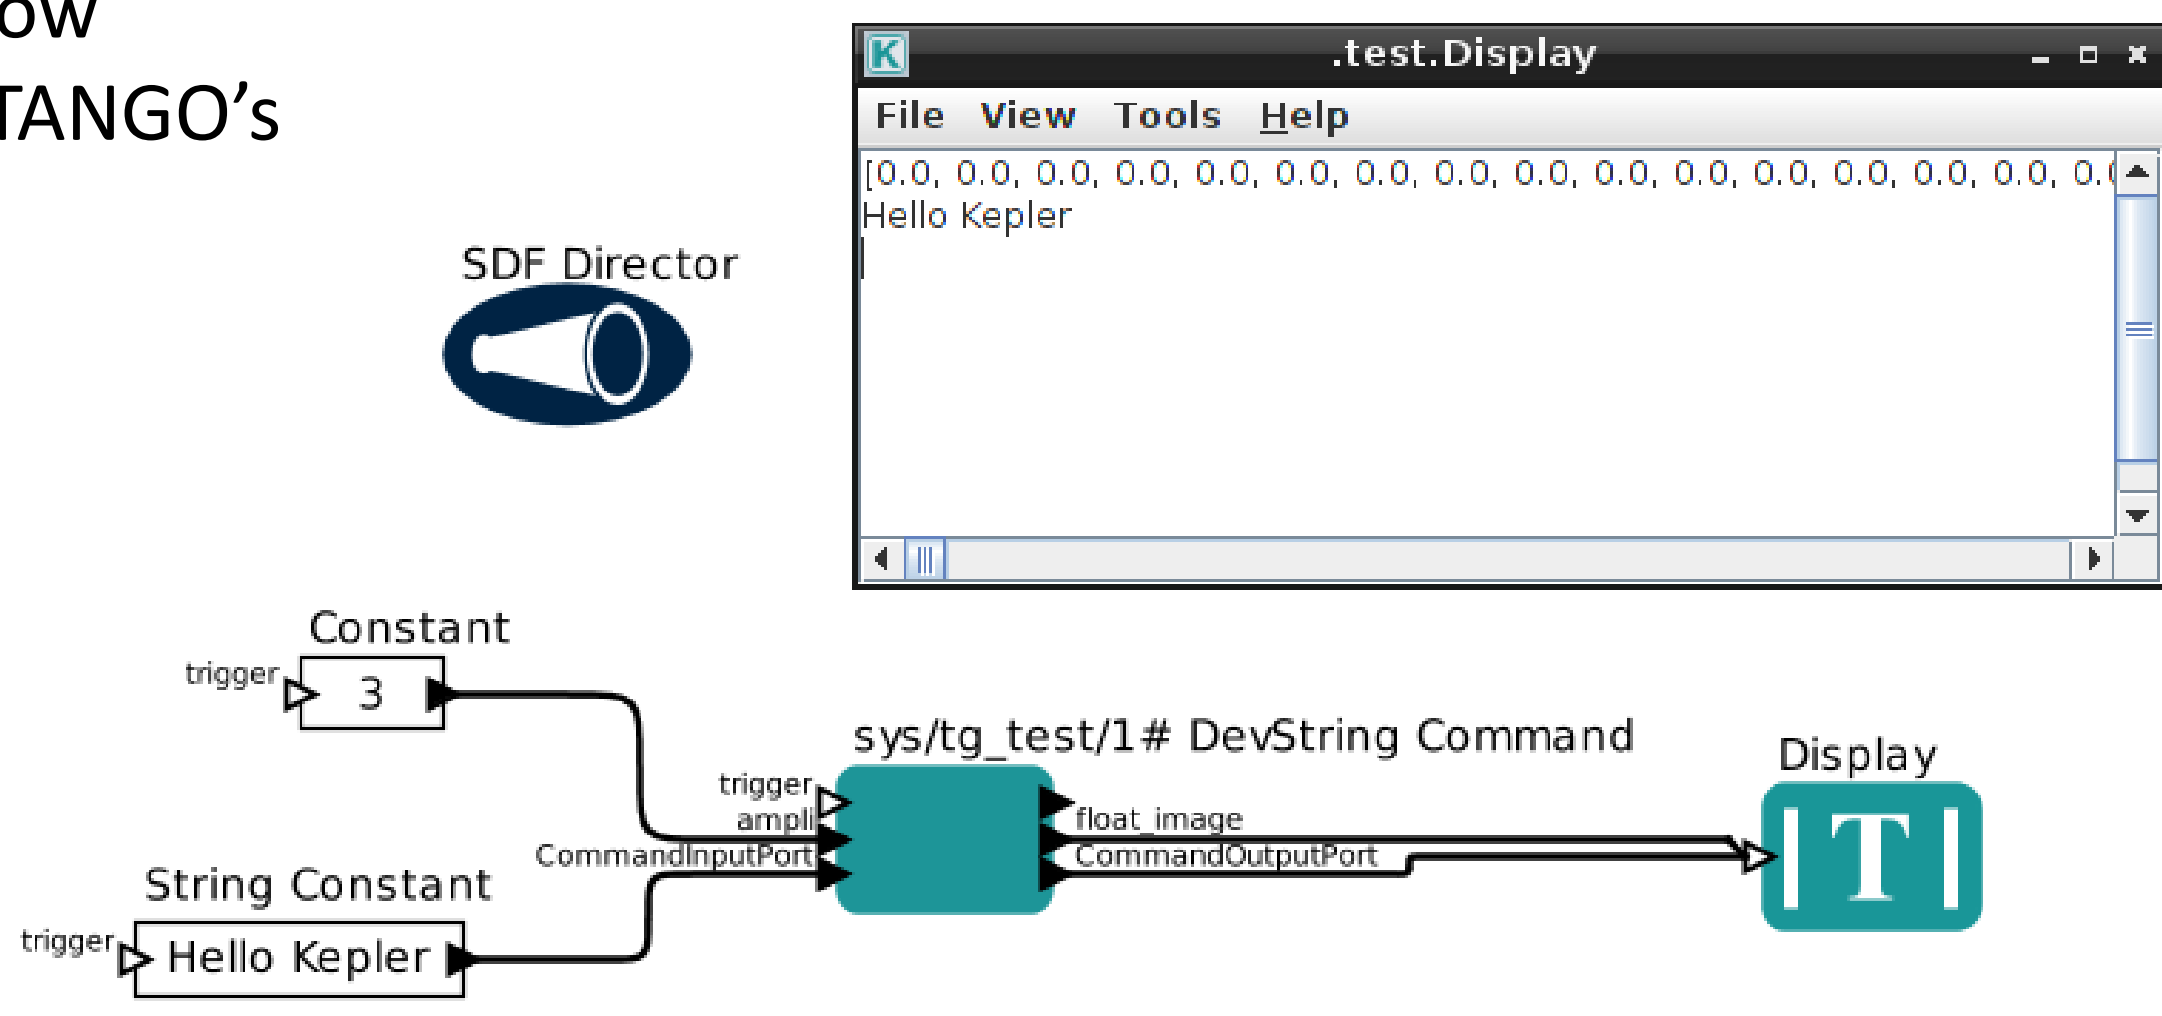 ow
TANGO’s
.test.Display
File View Tools Help
[0.0, 0.0, 0.0, 0.0, 0.0, 0.0, 0.0, 0.0, 0.0, 0.0, 0.0, 0.0, 0.0, 0.0, 0.0, 0.0
Hello Kepler
SDF Director
Constant
trigger
3
sys/tg_test/1# DevString Command
Display
trigger
ampli
float_image
CommandInputPort
CommandOutputPort
T
String Constant
trigger
Hello Kepler